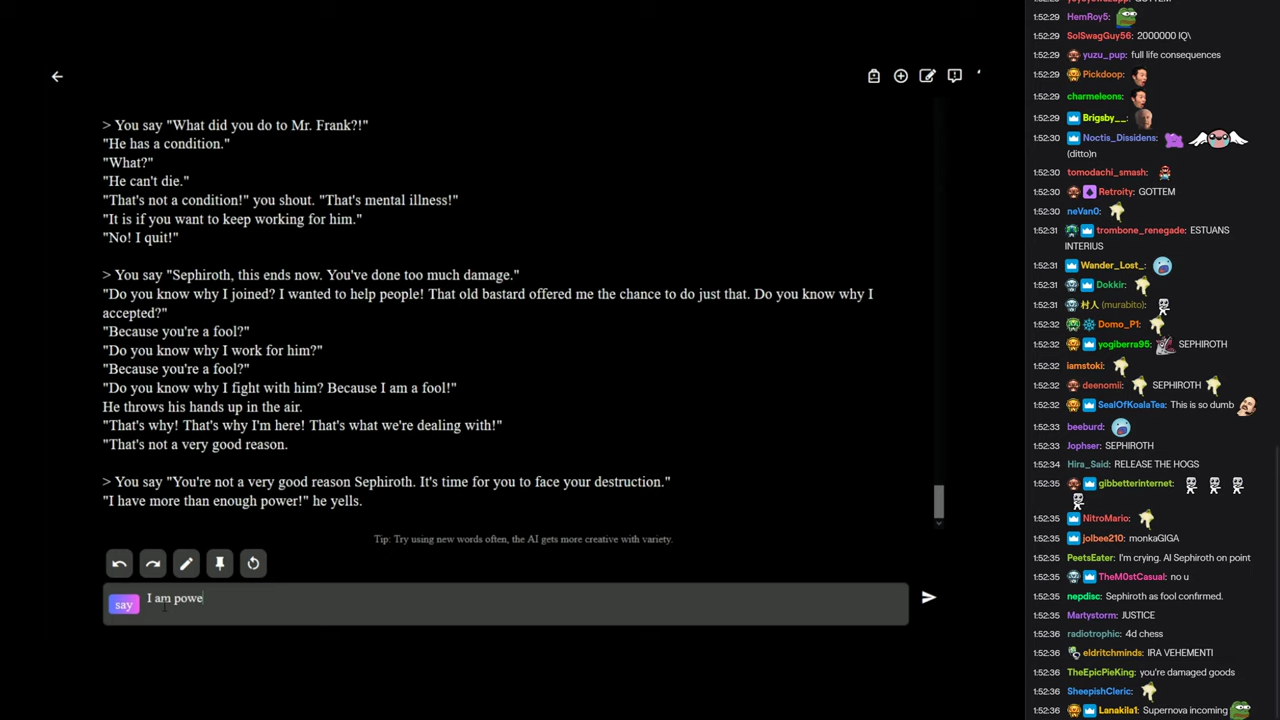 > You say "What did you do to Mr. Frank?!"
"He has a condition."
"What?"
"He can't die."
"That's not a condition!" you shout. "That's mental illness!"
"It is if you want to keep working for him."
"No! I quit!"
> You say "Sephiroth, this ends now. You've done too much damage."
"Do you know why I joined? I wanted to help people! That old bastard offered me the chance to do just that. Do you know why I
accepted?"
"Because you're a fool?"
"Do you know why I work for him?"
"Because you're a fool?"
"Do you know why I fight with him? Because I am a fool!"
He throws his hands up in the air.
"That's why! That's why I'm here! That's what we're dealing with!"
"That's not a very good reason.
> You say "You're not a very good reason Sephiroth. It's time for you to face your destruction."
"I have more than enough power!" he yells.
Tip: Try using new words often, the AI gets more creative with variety.
say I am powe
1:52:29 HemRoy5:
1:52:29 SolSwagGuy56: 2000000 IQ\
1:52:29 yuzu_pup: full life consequences
1:52:29 Pickdoop:
1:52:29 charmeleons:
1:52:29 Brigsby__:
1:52:30 Noctis_Dissidens:
(ditto)n
1:52:30 tomodachi_smash:
1:52:30 Retroity: GOTTEM
1:52:30 neVan0:
1:52:31 trombone_renegade: ESTUANS
INTERIUS
1:52:31 Wander_Lost_:
1:52:31 Dokkir:
1:52:31 村人 (murabito):
1:52:32 Domo_P1:
1:52:32 yogiberra95: SEPHIROTH
1:52:32 iamstoki:
1:52:32 deenomii: SEPHIROTH
1:52:32 SealOfKoalaTea: This is so dumb
1:52:33 beeburd:
1:52:33 Jophser: SEPHIROTH
1:52:34 Hira_Said: RELEASE THE HOGS
1:52:35 gibbetterinternet:
1:52:35 NitroMario:
1:52:35 jolbee210: monkaGIGA
1:52:35 PeetsEater: I'm crying. AI Sephiroth on point
1:52:35 TheM0stCasual: no u
1:52:35 nepdisc: Sephiroth as fool confirmed.
1:52:35 Martystorm: JUSTICE
1:52:36 radiotrophic: 4d chess
1:52:36 eldritchminds: IRA VEHEMENTI
1:52:36 TheEpicPieKing: you're damaged goods
1:52:36 SheepishCleric:
1:52:36 Lanakila1: Supernova incoming